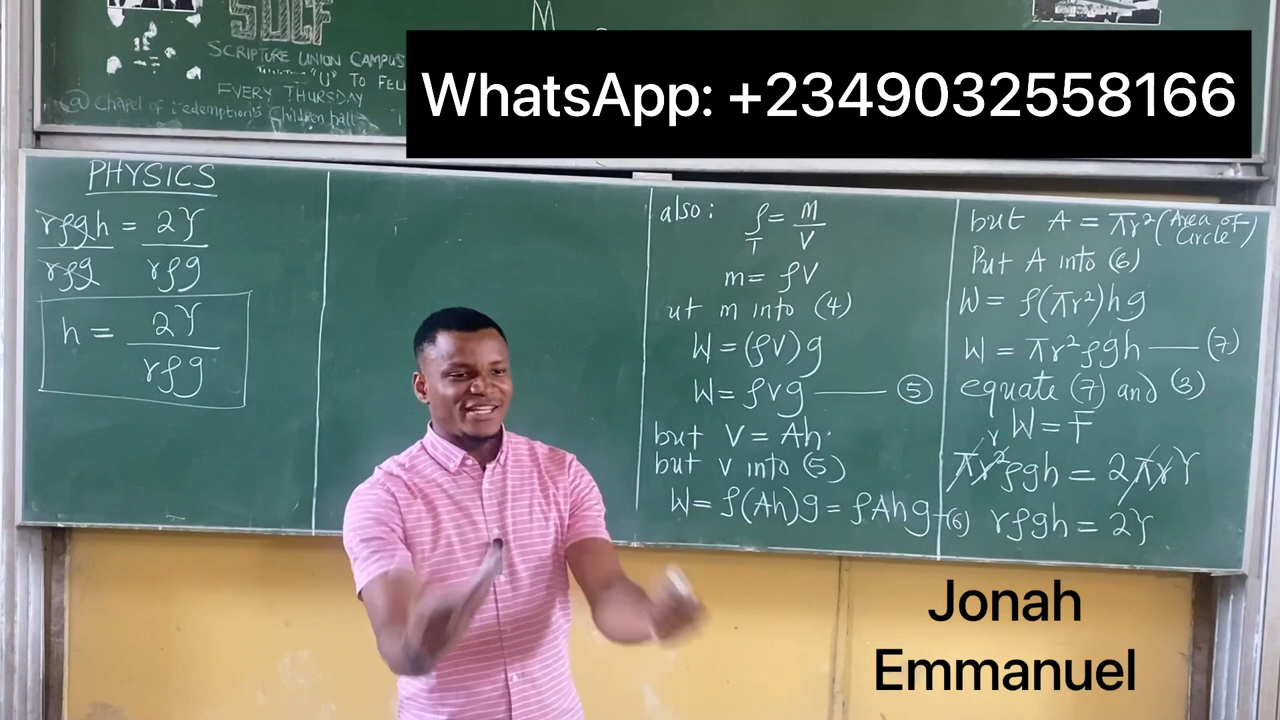 M
SUCF
SCRIPTURE UNION CAMPUS
TO FELL
EVERY THURSDAY
@ Chapel of redemption's Children hall
WhatsApp: +2349032558166
PHYSICS
rρgh = 2γ
rρg rρg
h = 2γ
rρg
also: ρ = m
V
m = ρV
ut m into (4)
W = (ρV)g
W = ρVg —— (5)
but V = Ah
but V into (5)
W = ρ(Ah)g = ρAhg —(6)
but A = πr² (Area of Circle)
Put A into (6)
W = ρ(πr²)hg
W = πr²ρgh —— (7)
equate (7) and (3)
W = F
r
πr²ρgh = 2πrγ
rρgh = 2γ
Jonah
Emmanuel